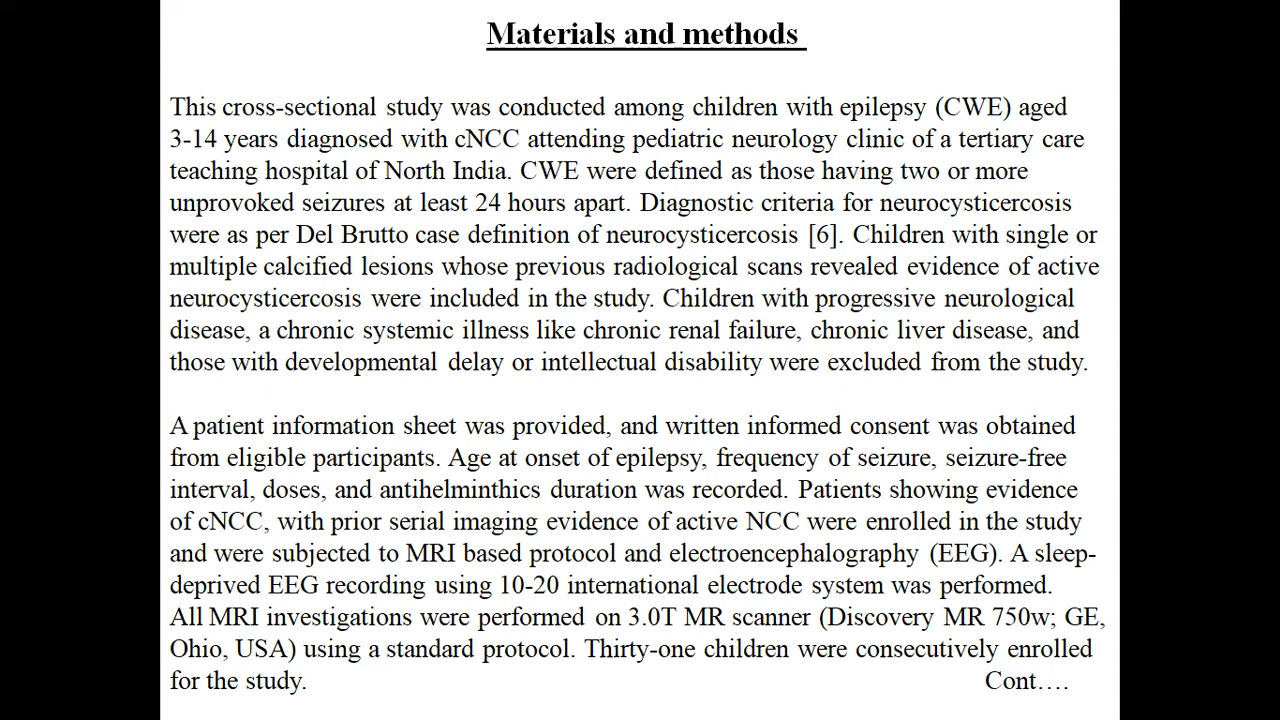 Materials and methods
This cross-sectional study was conducted among children with epilepsy (CWE) aged
3-14 years diagnosed with cNCC attending pediatric neurology clinic of a tertiary care
teaching hospital of North India. CWE were defined as those having two or more
unprovoked seizures at least 24 hours apart. Diagnostic criteria for neurocysticercosis
were as per Del Brutto case definition of neurocysticercosis [6]. Children with single or
multiple calcified lesions whose previous radiological scans revealed evidence of active
neurocysticercosis were included in the study. Children with progressive neurological
disease, a chronic systemic illness like chronic renal failure, chronic liver disease, and
those with developmental delay or intellectual disability were excluded from the study.
A patient information sheet was provided, and written informed consent was obtained
from eligible participants. Age at onset of epilepsy, frequency of seizure, seizure-free
interval, doses, and antihelminthics duration was recorded. Patients showing evidence
of cNCC, with prior serial imaging evidence of active NCC were enrolled in the study
and were subjected to MRI based protocol and electroencephalography (EEG). A sleep-
deprived EEG recording using 10-20 international electrode system was performed.
All MRI investigations were performed on 3.0T MR scanner (Discovery MR 750w; GE,
Ohio, USA) using a standard protocol. Thirty-one children were consecutively enrolled
for the study. Cont….